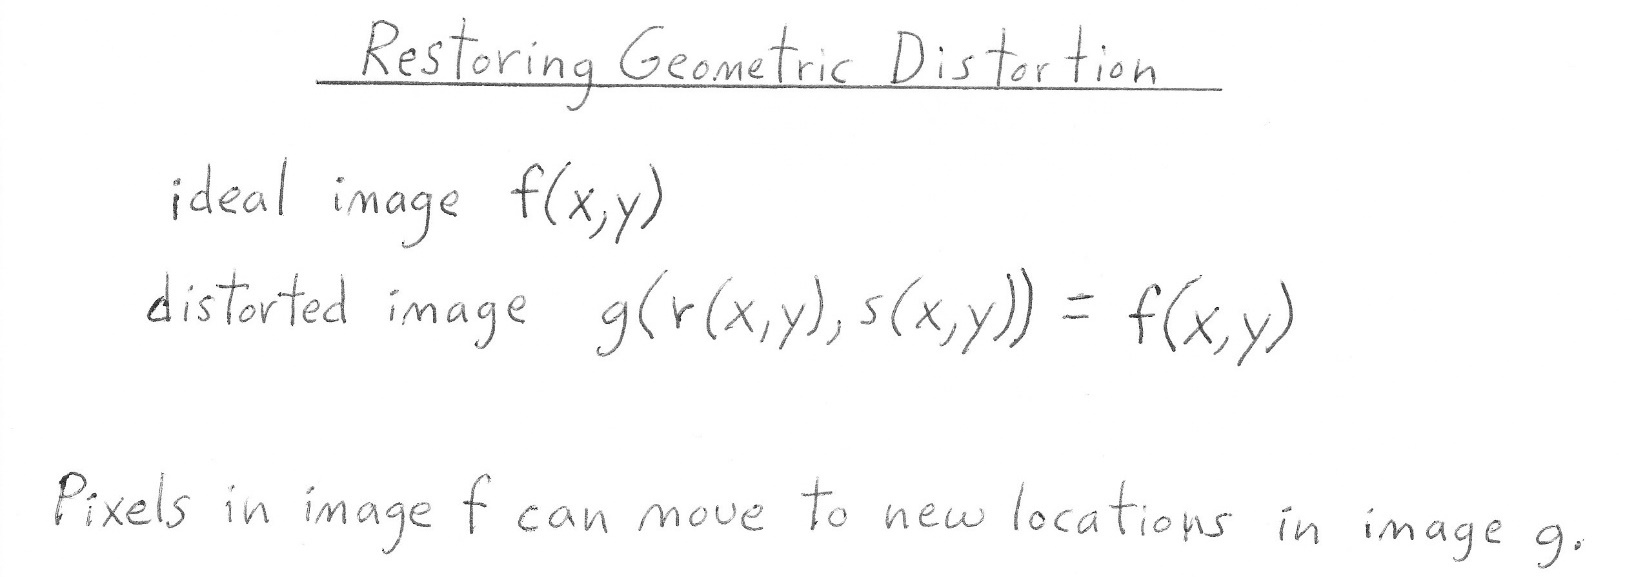 Restoring Geometric Distortion
ideal image f(x,y)
distorted image g(r(x,y), s(x,y)) = f(x,y)
Pixels in image f can move to new locations in image g.